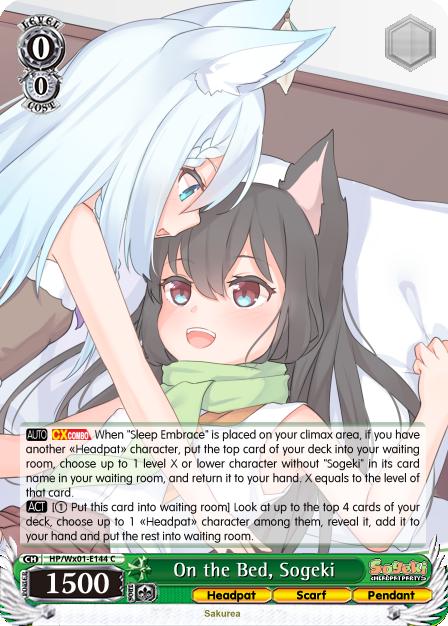 LEVEL
0
0
COST
AUTO CXCOMBO When "Sleep Embrace" is placed on your climax area, if you have
another «Headpat» character, put the top card of your deck into your waiting
room, choose up to 1 level X or lower character without "Sogeki" in its card
name in your waiting room, and return it to your hand. X equals to the level of
that card.
ACT [① Put this card into waiting room] Look at up to the top 4 cards of your
deck, choose up to 1 «Headpat» character among them, reveal it, add it to
your hand and put the rest into waiting room.
CH HP/Wx01-E144 C
POWER 1500 SOUL On the Bed, Sogeki Sogeki
HEADPATPARTY
Headpat Scarf Pendant
Sakurea